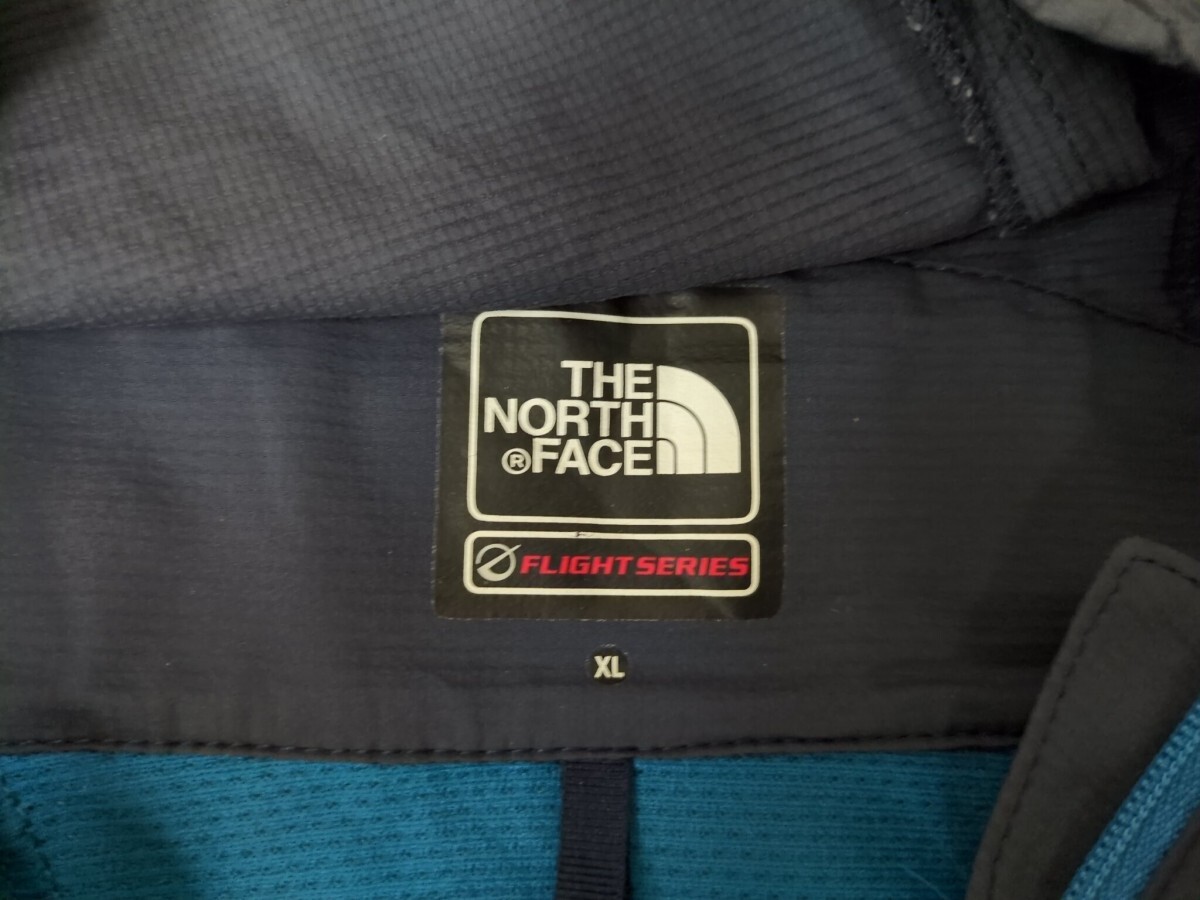 THE
NORTH
®FACE
FLIGHT SERIES
XL